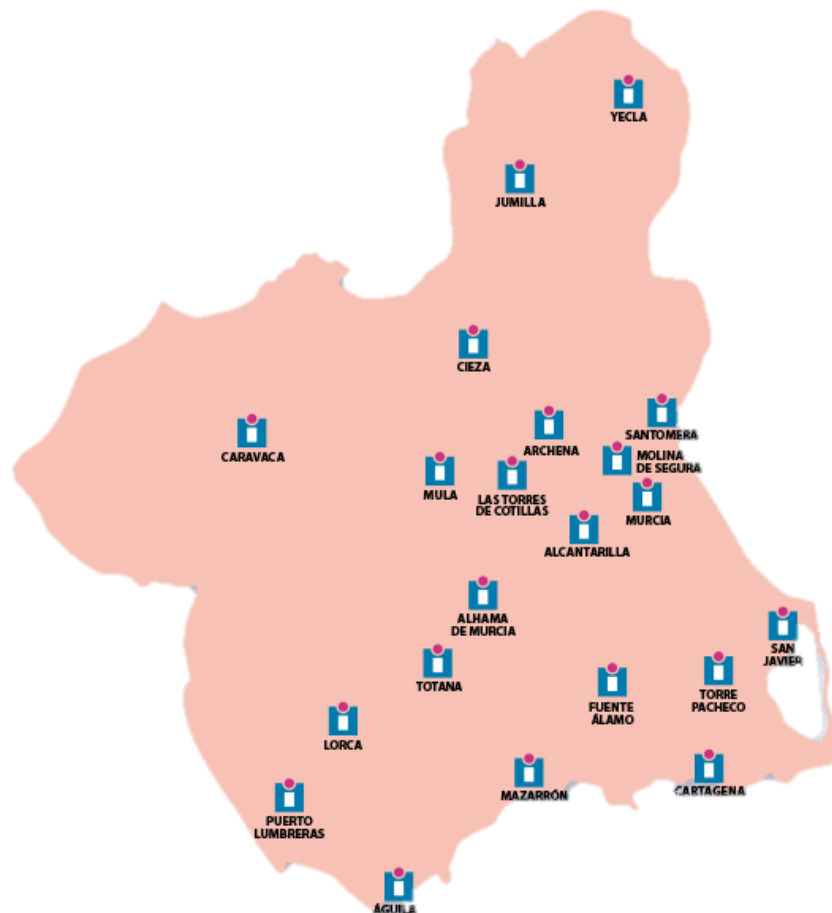 YECLA
JUMILLA
CIEZA
SANTOMERA
CARAVACA
ARCHENA
MOLINA
DE SEGURA
MULA
LAS TORRES
DE COTILLAS
MURCIA
ALCANTARILLA
ALHAMA
DE MURCIA
SAN
JAVIER
TOTANA
FUENTE
ÁLAMO
TORRE
PACHECO
LORCA
MAZARRÓN
CARTAGENA
PUERTO
LUMBRERAS
ÁGUILA